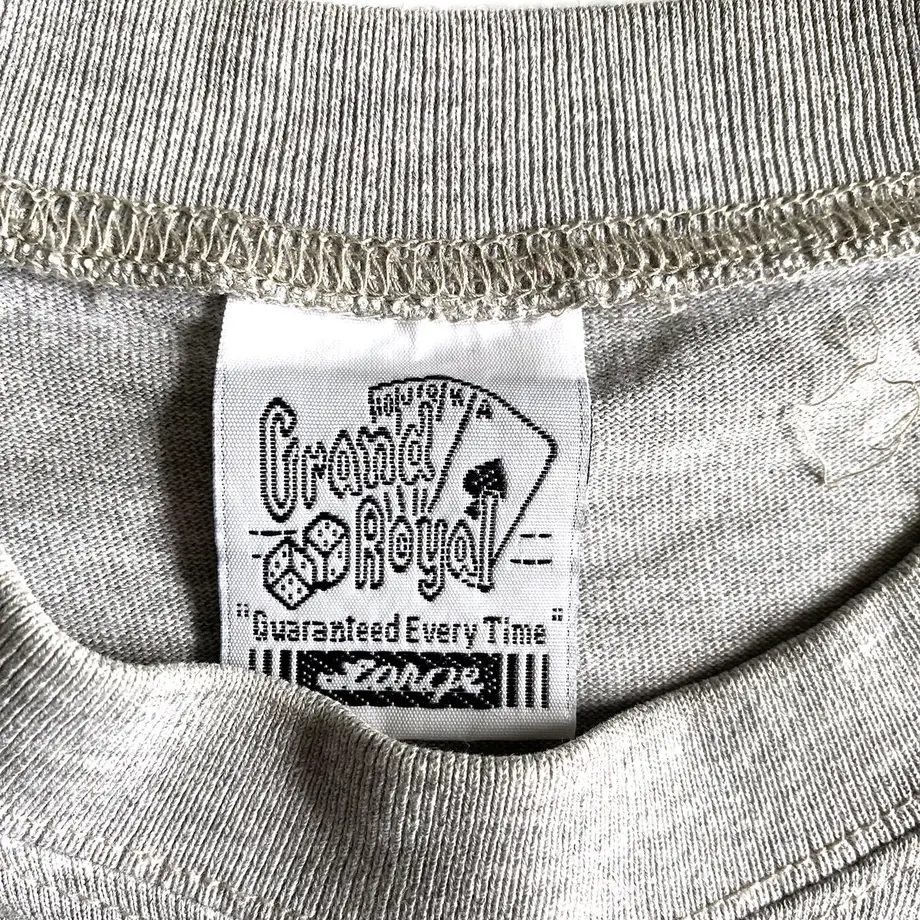 Grand
Royal
"Guaranteed Every Time"
Large